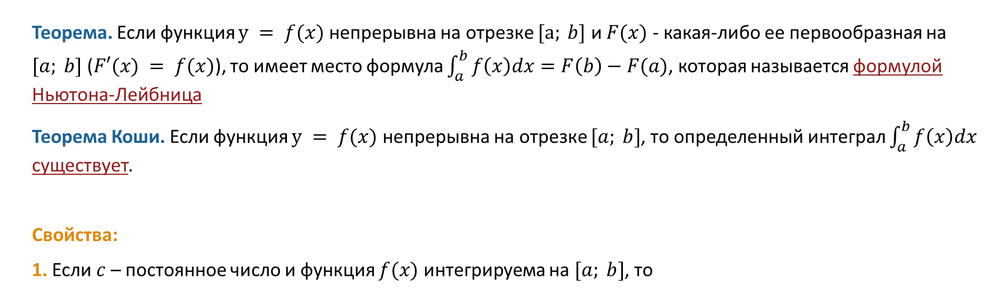 Теорема. Если функция y = f(x) непрерывна на отрезке [a; b] и F(x) - какая-либо ее первообразная на
[a; b] (F′(x) = f(x)), то имеет место формула ∫_a^b f(x)dx = F(b) − F(a), которая называется формулой
Ньютона-Лейбница
Теорема Коши. Если функция y = f(x) непрерывна на отрезке [a; b], то определенный интеграл ∫_a^b f(x)dx
существует.
Свойства:
1. Если c – постоянное число и функция f(x) интегрируема на [a; b], то